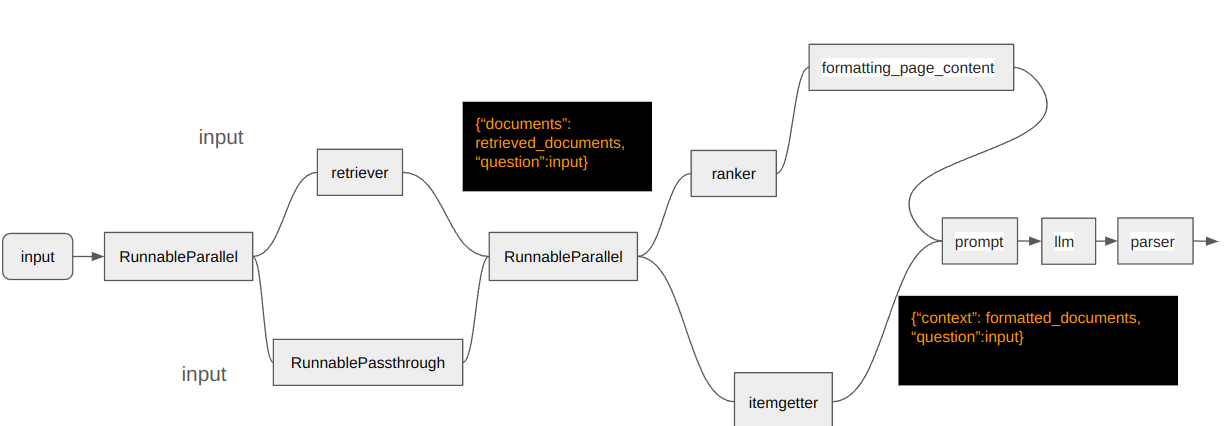 formatting_page_content
{“documents”:
retrieved_documents,
“question”:input}
input
retriever
ranker
input
RunnableParallel
RunnableParallel
prompt
llm
parser
{“context”: formatted_documents,
“question”:input}
RunnablePassthrough
input
itemgetter